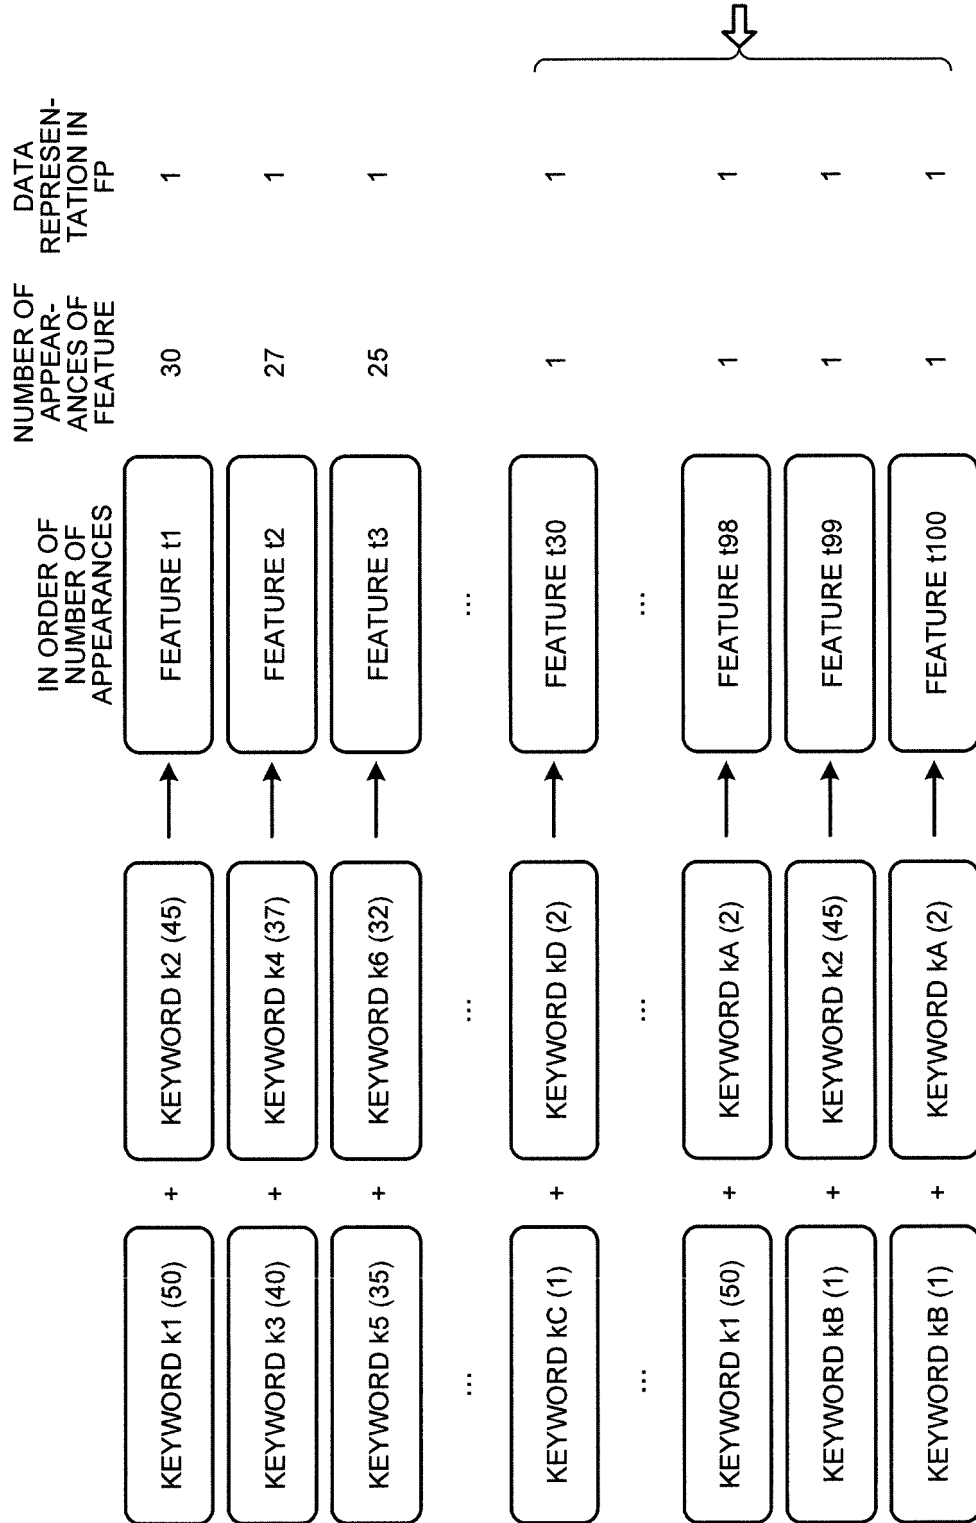 IN ORDER OF
NUMBER OF
APPEARANCES
NUMBER OF
APPEAR-
ANCES OF
FEATURE
DATA
REPRESEN-
TATION IN
FP
KEYWORD k1 (50) + KEYWORD k2 (45) FEATURE t1 30 1
KEYWORD k3 (40) + KEYWORD k4 (37) FEATURE t2 27 1
KEYWORD k5 (35) + KEYWORD k6 (32) FEATURE t3 25 1
... ... ...
KEYWORD kC (1) + KEYWORD kD (2) FEATURE t30 1 1
... ... ...
KEYWORD k1 (50) + KEYWORD kA (2) FEATURE t98 1 1
KEYWORD kB (1) + KEYWORD k2 (45) FEATURE t99 1 1
KEYWORD kB (1) + KEYWORD kA (2) FEATURE t100 1 1